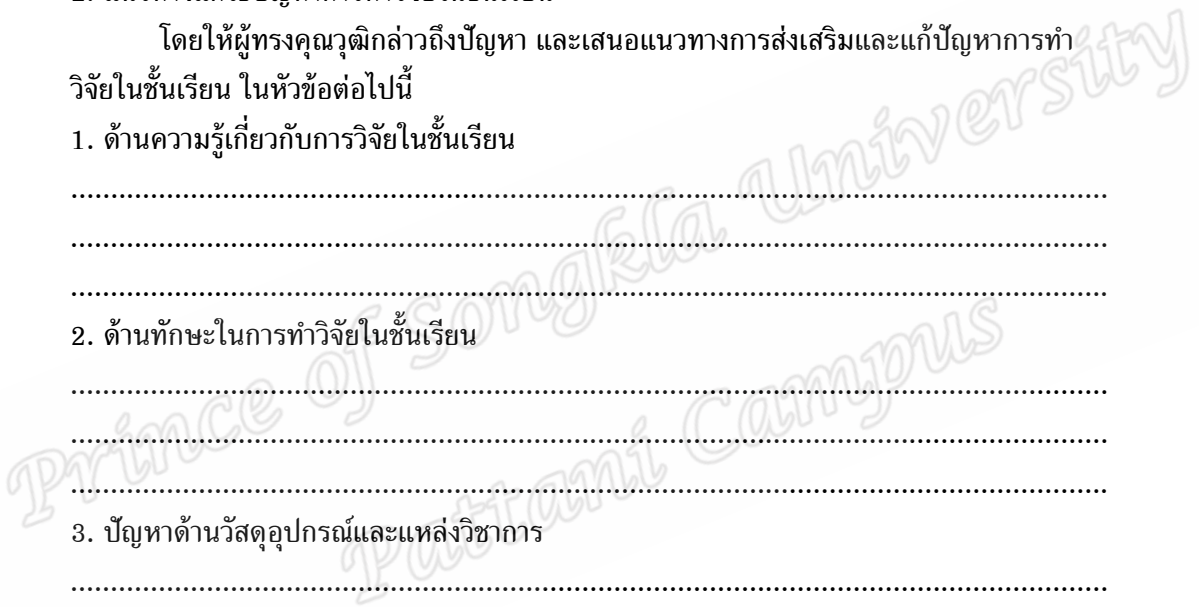 โดยให้ผู้ทรงคุณวุฒิกล่าวถึงปัญหา และเสนอแนวทางการส่งเสริมและแก้ปัญหาการทำ
วิจัยในชั้นเรียน ในหัวข้อต่อไปนี้
1. ด้านความรู้เกี่ยวกับการวิจัยในชั้นเรียน
................................................................................................................................
................................................................................................................................
................................................................................................................................
2. ด้านทักษะในการทำวิจัยในชั้นเรียน
................................................................................................................................
................................................................................................................................
................................................................................................................................
3. ปัญหาด้านวัสดุอุปกรณ์และแหล่งวิชาการ
................................................................................................................................
Prince of Songkla University
Pattani Campus